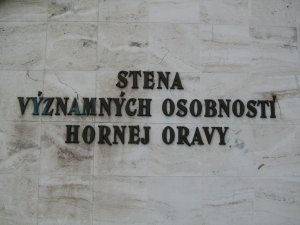 STENA
VÝZNAMNÝCH OSOBNOSTÍ
HORNEJ ORAVY